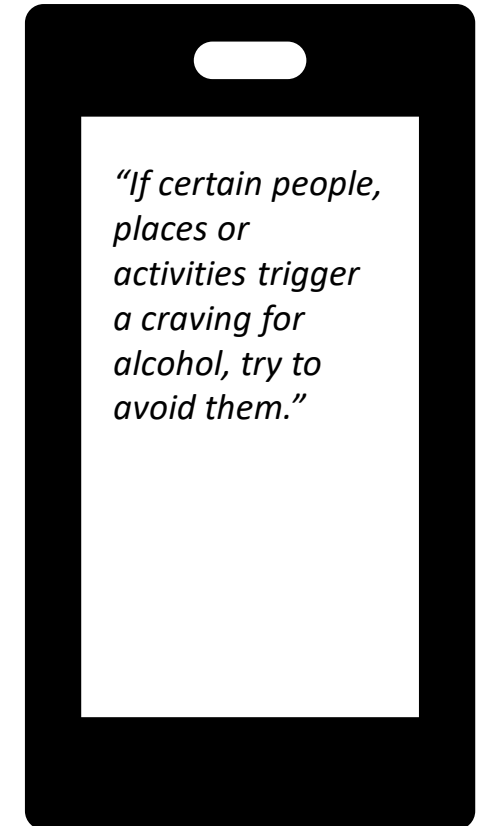 “If certain people,
places or
activities trigger
a craving for
alcohol, try to
avoid them.”